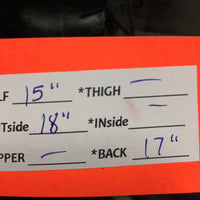 LF 15" *THIGH —
Tside 18" *INside —
PPER — *BACK 17"